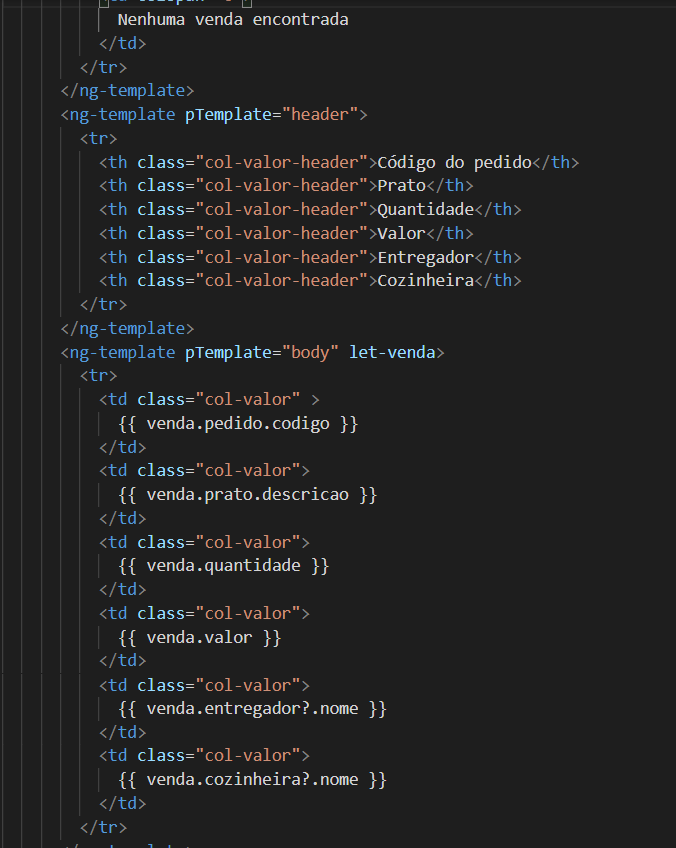 Nenhuma venda encontrada
</td>
</tr>
</ng-template>
<ng-template pTemplate="header">
<tr>
<th class="col-valor-header">Código do pedido</th>
<th class="col-valor-header">Prato</th>
<th class="col-valor-header">Quantidade</th>
<th class="col-valor-header">Valor</th>
<th class="col-valor-header">Entregador</th>
<th class="col-valor-header">Cozinheira</th>
</tr>
</ng-template>
<ng-template pTemplate="body" let-venda>
<tr>
<td class="col-valor" >
{{ venda.pedido.codigo }}
</td>
<td class="col-valor">
{{ venda.prato.descricao }}
</td>
<td class="col-valor">
{{ venda.quantidade }}
</td>
<td class="col-valor">
{{ venda.valor }}
</td>
<td class="col-valor">
{{ venda.entregador?.nome }}
</td>
<td class="col-valor">
{{ venda.cozinheira?.nome }}
</td>
</tr>